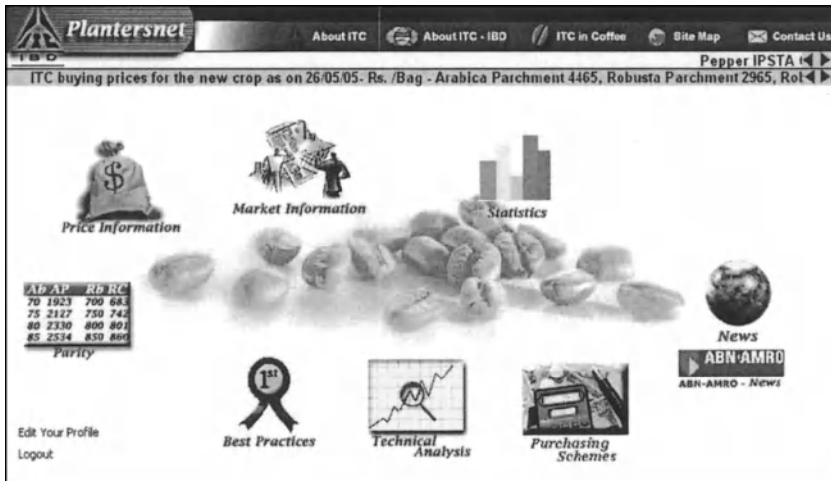 Plantersnet
IBD
About ITC About ITC - IBD ITC in Coffee Site Map Contact Us
Pepper IPSTA
ITC buying prices for the new crop as on 26/05/05- Rs. /Bag - Arabica Parchment 4465, Robusta Parchment 2965,
$
Price Information
Market Information
Statistics
Ab AP Rb RC
70 1923 700 683
75 2127 750 742
80 2330 800 801
85 2534 850 860
Parity
News
ABN·AMRO
ABN-AMRO - News
1st
Best Practices
Technical
Analysis
Purchasing
Schemes
Edit Your Profile
Logout